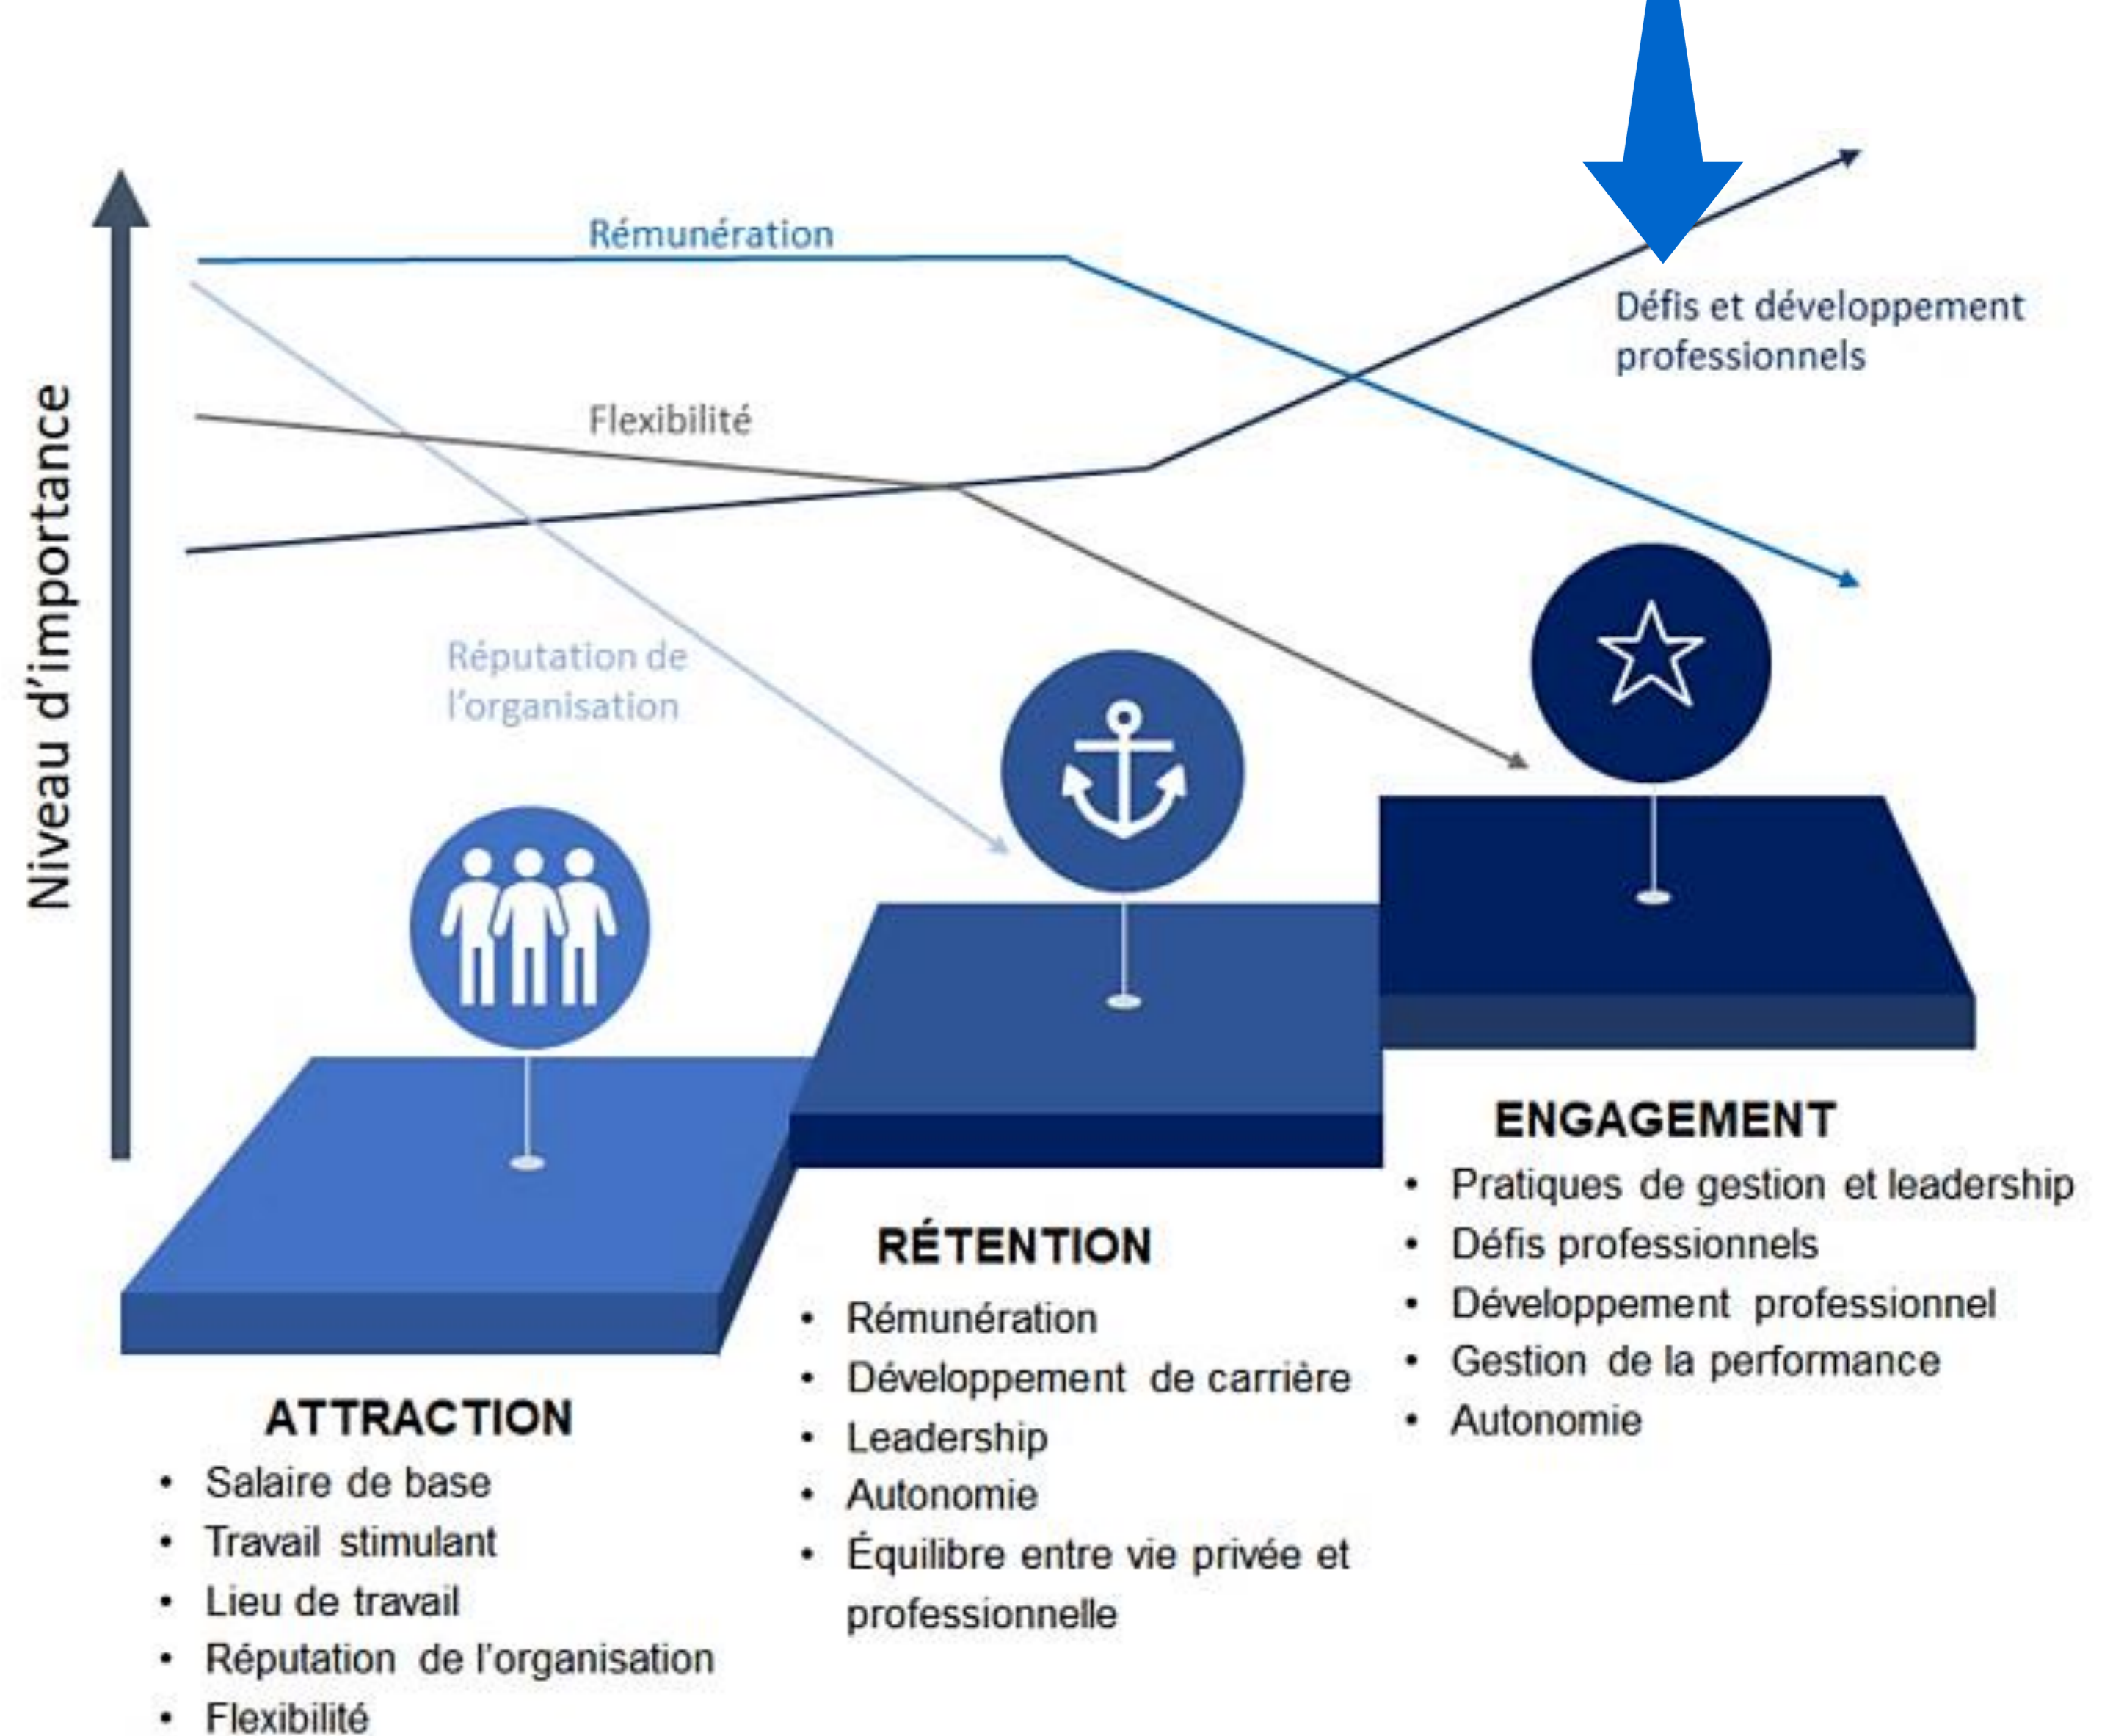 Niveau d'importance
Rémunération
Flexibilité
Réputation de
l'organisation
Défis et développement
professionnels
ATTRACTION
• Salaire de base
• Travail stimulant
• Lieu de travail
• Réputation de l'organisation
• Flexibilité
RÉTENTION
• Rémunération
• Développement de carrière
• Leadership
• Autonomie
• Équilibre entre vie privée et
professionnelle
ENGAGEMENT
• Pratiques de gestion et leadership
• Défis professionnels
• Développement professionnel
• Gestion de la performance
• Autonomie